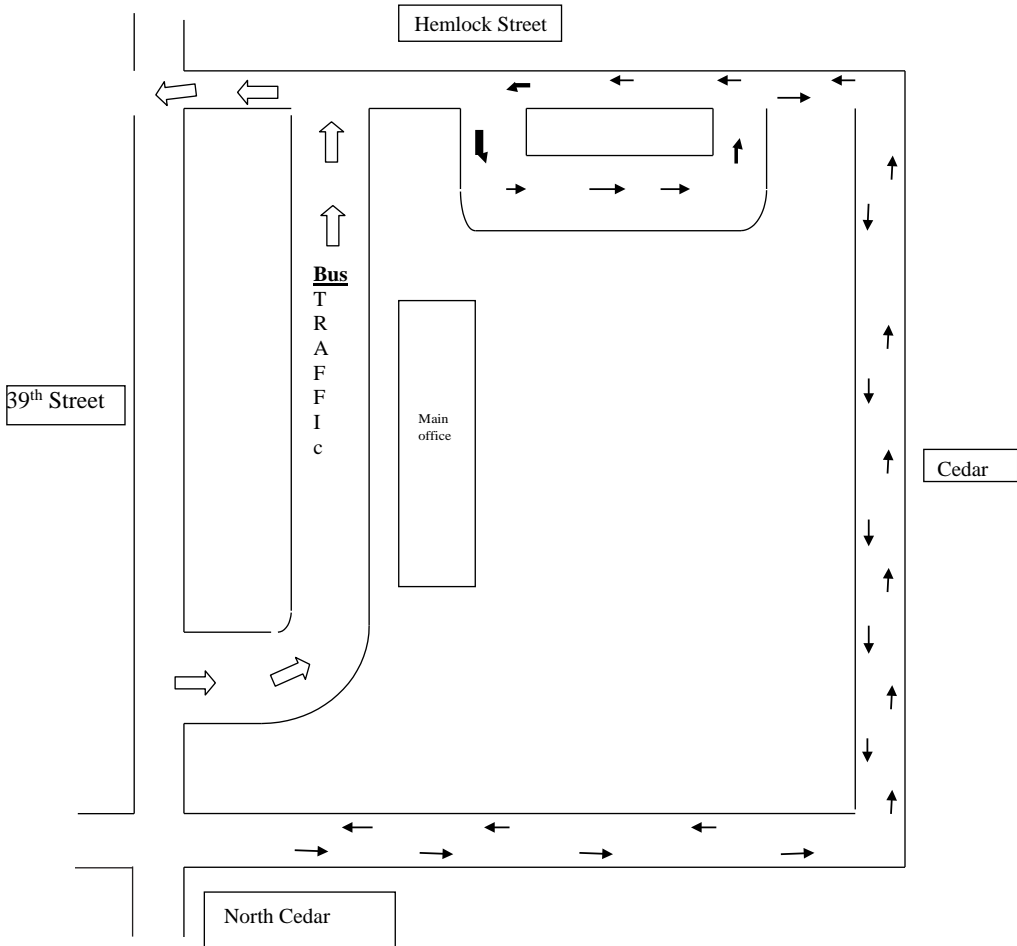 Hemlock Street
Bus
T
R
A
F
F
I
c
39th Street
Main
office
Cedar
North Cedar